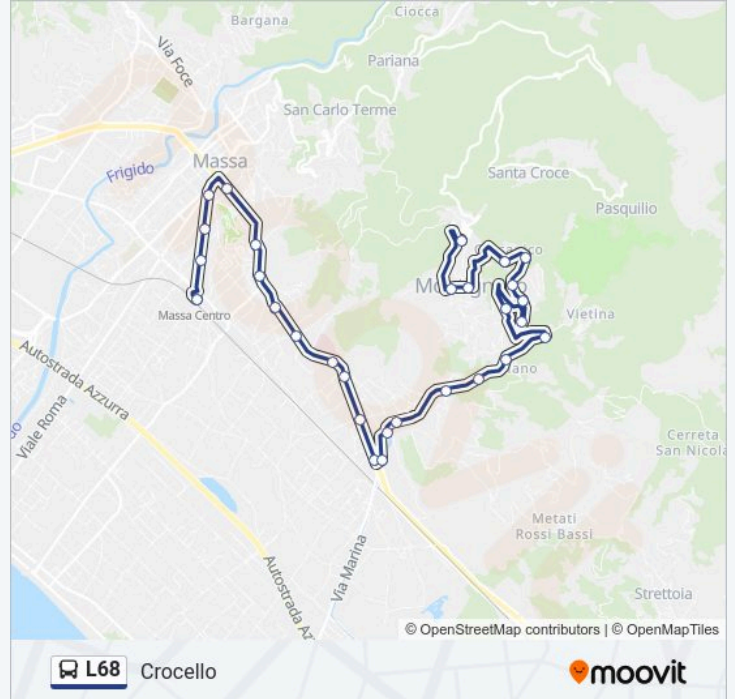 Bargana
Ciocca
Via Foce
Pariana
San Carlo Terme
Massa
Frigido
Santa Croce
Pasquilio
Massa Centro
Vietina
Autostrada Azzurra
Viale Roma
Cerreta
San Nicola
Metati
Rossi Bassi
Via Marina
Autostrada Az
Strettoia
© OpenStreetMap contributors | © OpenMapTiles
L68 Crocello
moovit